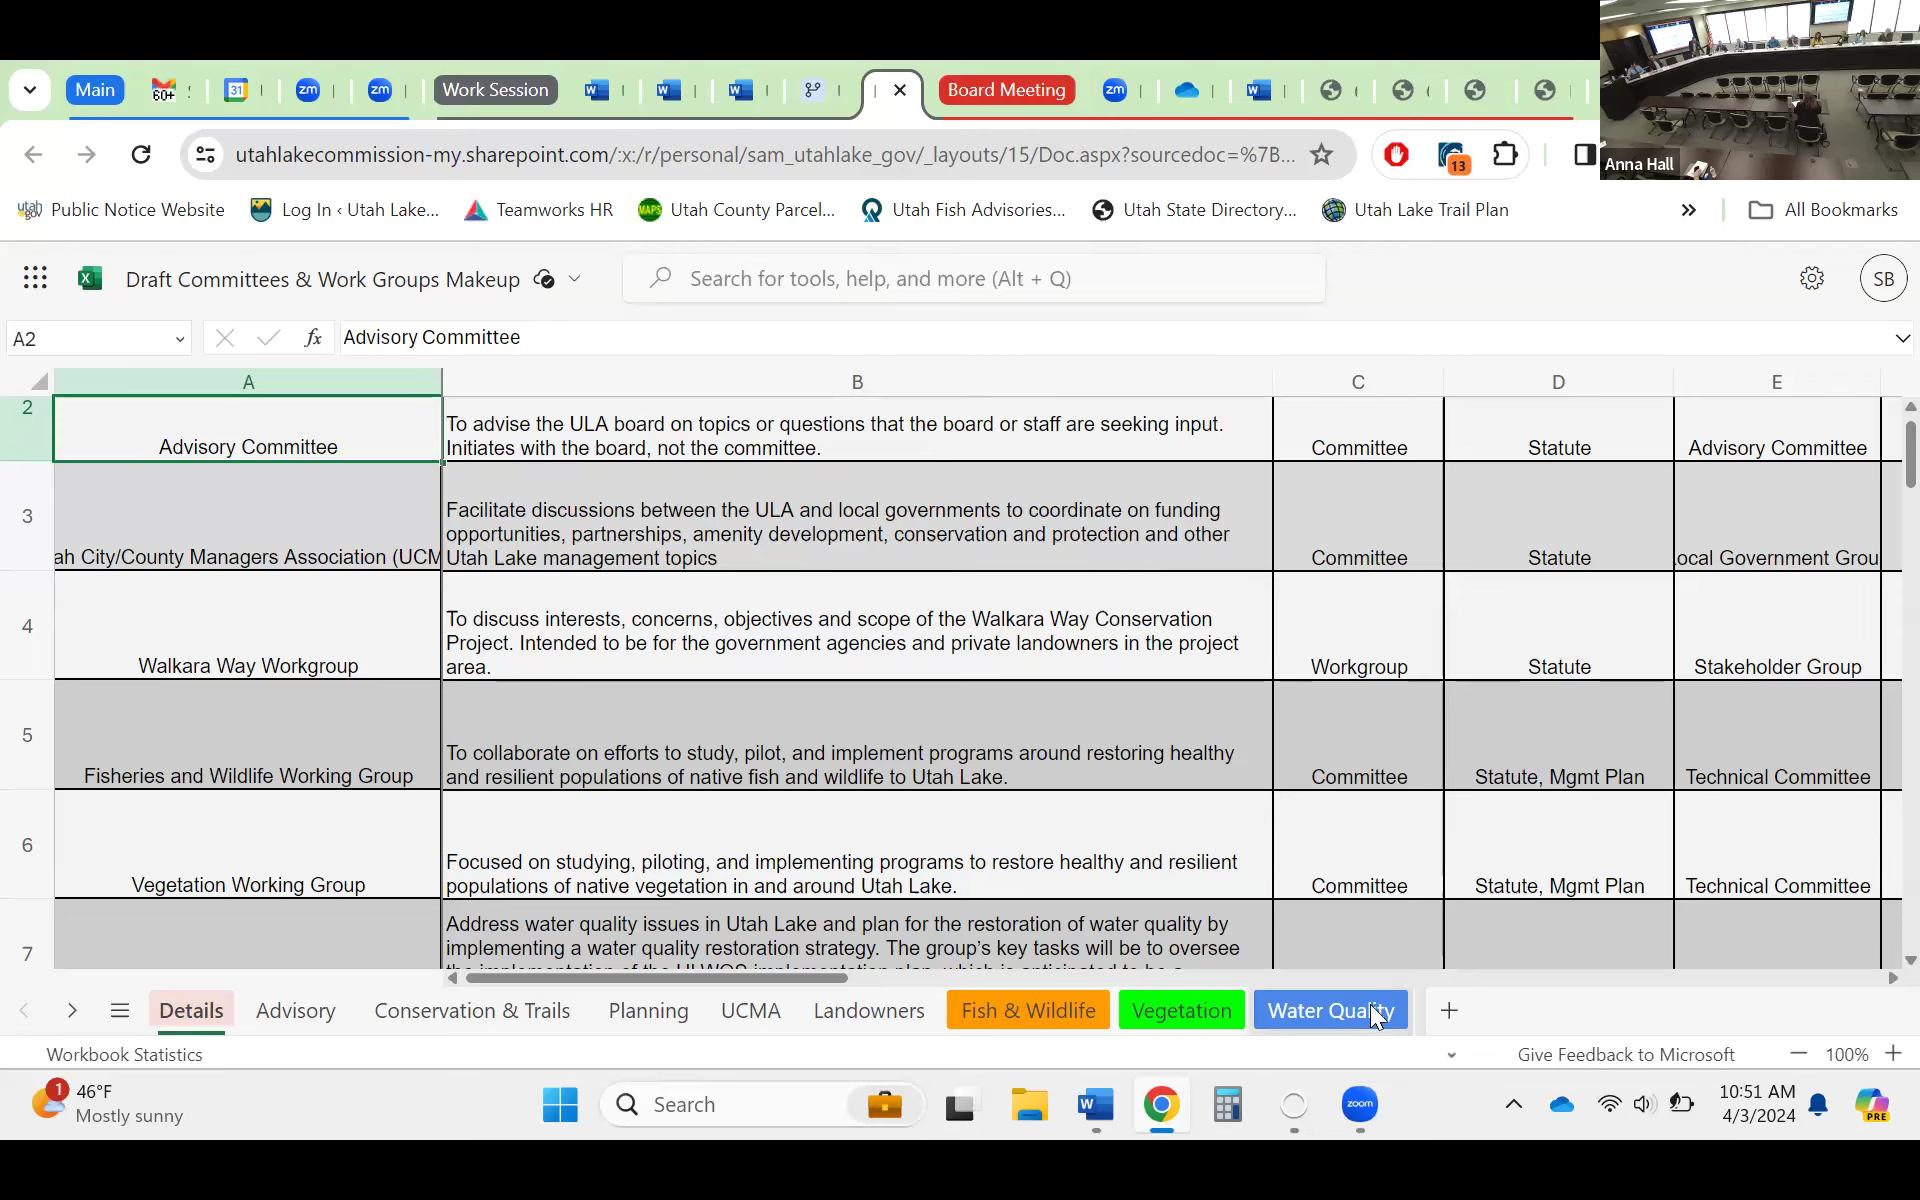 Main
60+
31
zm
zm
Work Session
Board Meeting
zm
utahlakecommission-my.sharepoint.com/:x:/r/personal/sam_utahlake_gov/_layouts/15/Doc.aspx?sourcedoc=%7B...
13
Anna Hall
Public Notice Website
Log In ‹ Utah Lake...
Teamworks HR
Utah County Parcel...
Utah Fish Advisories...
Utah State Directory...
Utah Lake Trail Plan
All Bookmarks
Draft Committees & Work Groups Makeup
Search for tools, help, and more (Alt + Q)
SB
A2
fx
Advisory Committee
A B C D E
2
Advisory Committee
To advise the ULA board on topics or questions that the board or staff are seeking input.
Initiates with the board, not the committee.
Committee
Statute
Advisory Committee
3
ah City/County Managers Association (UCM
Facilitate discussions between the ULA and local governments to coordinate on funding
opportunities, partnerships, amenity development, conservation and protection and other
Utah Lake management topics
Committee
Statute
ocal Government Grou
4
Walkara Way Workgroup
To discuss interests, concerns, objectives and scope of the Walkara Way Conservation
Project. Intended to be for the government agencies and private landowners in the project
area.
Workgroup
Statute
Stakeholder Group
5
Fisheries and Wildlife Working Group
To collaborate on efforts to study, pilot, and implement programs around restoring healthy
and resilient populations of native fish and wildlife to Utah Lake.
Committee
Statute, Mgmt Plan
Technical Committee
6
Vegetation Working Group
Focused on studying, piloting, and implementing programs to restore healthy and resilient
populations of native vegetation in and around Utah Lake.
Committee
Statute, Mgmt Plan
Technical Committee
7
Address water quality issues in Utah Lake and plan for the restoration of water quality by
implementing a water quality restoration strategy. The group's key tasks will be to oversee
Details
Advisory
Conservation & Trails
Planning
UCMA
Landowners
Fish & Wildlife
Vegetation
Water Quality
Workbook Statistics
Give Feedback to Microsoft
100%
1
46°F
Mostly sunny
Search
zoom
10:51 AM
4/3/2024
PRE